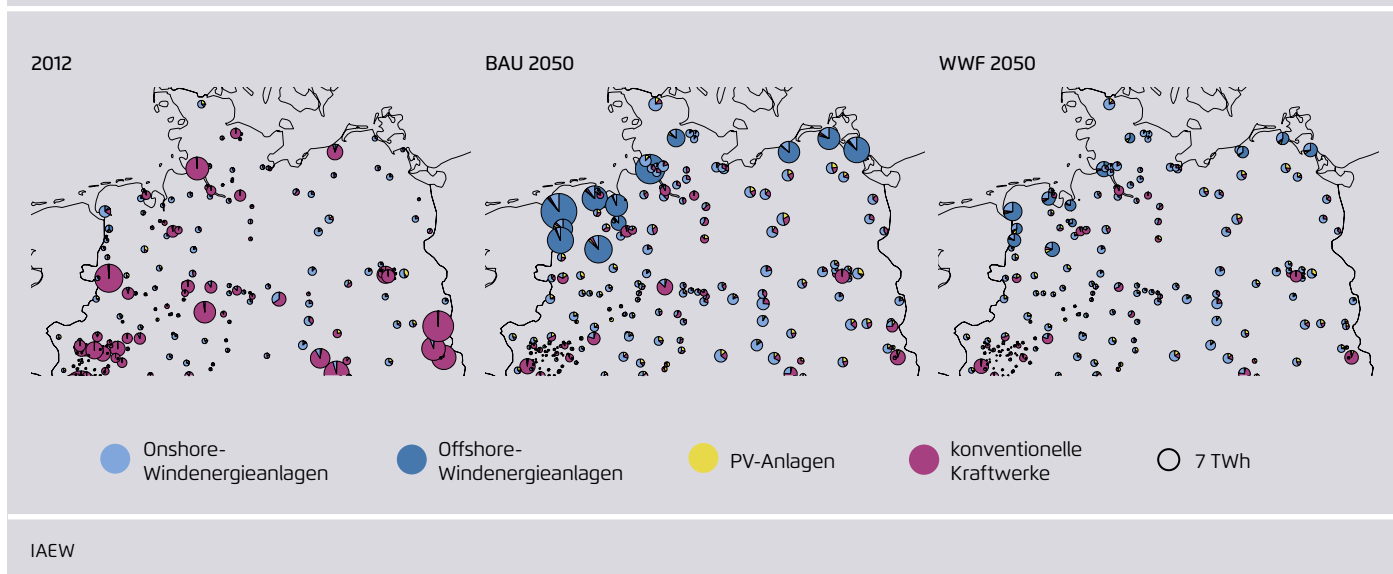 2012
BAU 2050
WWF 2050
Onshore-
Windenergieanlagen
Offshore-
Windenergieanlagen
PV-Anlagen
konventionelle
Kraftwerke
7 TWh
IAEW